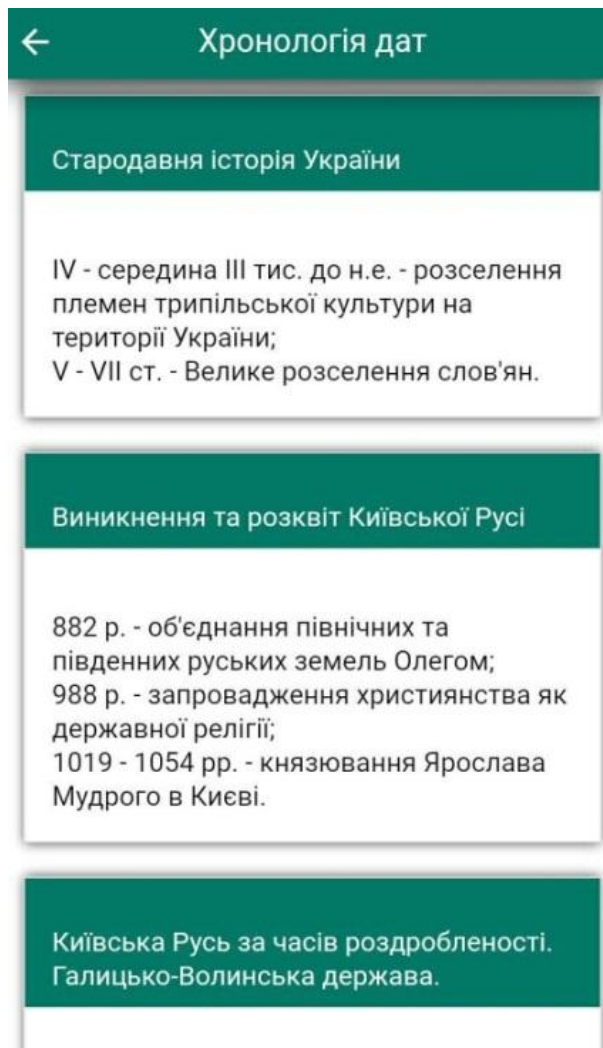 Хронологія дат
Стародавня історія України
IV - середина III тис. до н.е. - розселення
племен трипільської культури на
території України;
V - VII ст. - Велике розселення слов'ян.
Виникнення та розквіт Київської Русі
882 р. - об'єднання північних та
південних руських земель Олегом;
988 р. - запровадження християнства як
державної релігії;
1019 - 1054 рр. - князювання Ярослава
Мудрого в Києві.
Київська Русь за часів роздробленості.
Галицько-Волинська держава.